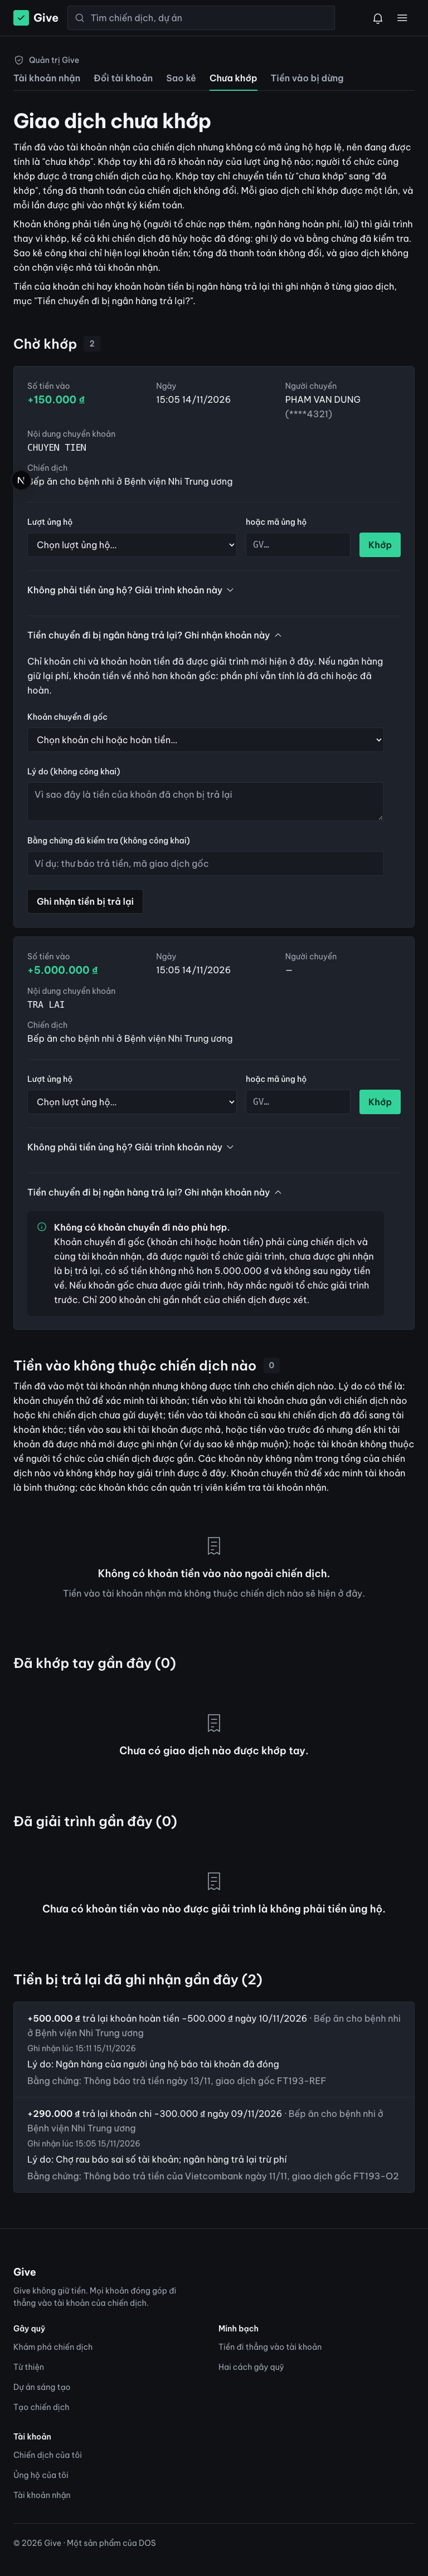 Give
Tìm chiến dịch, dự án
Quản trị Give
Tài khoản nhận
Đổi tài khoản
Sao kê
Chưa khớp
Tiền vào bị dừng
Giao dịch chưa khớp
Tiền đã vào tài khoản nhận của chiến dịch nhưng không có mã ủng hộ hợp lệ, nên đang được
tính là "chưa khớp". Khớp tay khi đã rõ khoản này của lượt ủng hộ nào; người tổ chức cũng
khớp được ở trang chiến dịch của họ. Khớp tay chỉ chuyển tiền từ "chưa khớp" sang "đã
khớp", tổng đã thanh toán của chiến dịch không đổi. Mỗi giao dịch chỉ khớp được một lần, và
mỗi lần được ghi vào nhật ký kiểm toán.
Khoản không phải tiền ủng hộ (người tổ chức nạp thêm, ngân hàng hoàn phí, lãi) thì giải trình
thay vì khớp, kể cả khi chiến dịch đã hủy hoặc đã đóng: ghi lý do và bằng chứng đã kiểm tra.
Sao kê công khai chỉ hiện loại khoản tiền; tổng đã thanh toán không đổi, và giao dịch không
còn chặn việc nhả tài khoản nhận.
Tiền của khoản chi hay khoản hoàn tiền bị ngân hàng trả lại thì ghi nhận ở từng giao dịch,
mục "Tiền chuyển đi bị ngân hàng trả lại?".
Chờ khớp 2
Số tiền vào
+150.000 ₫
Ngày
15:05 14/11/2026
Người chuyển
PHAM VAN DUNG
(****4321)
Nội dung chuyển khoản
CHUYEN TIEN
Chiến dịch
Bếp ăn cho bệnh nhi ở Bệnh viện Nhi Trung ương
Lượt ủng hộ
hoặc mã ủng hộ
Chọn lượt ủng hộ…
GV…
Khớp
Không phải tiền ủng hộ? Giải trình khoản này
Tiền chuyển đi bị ngân hàng trả lại? Ghi nhận khoản này
Chỉ khoản chi và khoản hoàn tiền đã được giải trình mới hiện ở đây. Nếu ngân hàng
giữ lại phí, khoản tiền về nhỏ hơn khoản gốc: phần phí vẫn tính là đã chi hoặc đã
hoàn.
Khoản chuyển đi gốc
Chọn khoản chi hoặc hoàn tiền…
Lý do (không công khai)
Vì sao đây là tiền của khoản đã chọn bị trả lại
Bằng chứng đã kiểm tra (không công khai)
Ví dụ: thư báo trả tiền, mã giao dịch gốc
Ghi nhận tiền bị trả lại
Số tiền vào
+5.000.000 ₫
Ngày
15:05 14/11/2026
Người chuyển
—
Nội dung chuyển khoản
TRA LAI
Chiến dịch
Bếp ăn cho bệnh nhi ở Bệnh viện Nhi Trung ương
Lượt ủng hộ
hoặc mã ủng hộ
Chọn lượt ủng hộ…
GV…
Khớp
Không phải tiền ủng hộ? Giải trình khoản này
Tiền chuyển đi bị ngân hàng trả lại? Ghi nhận khoản này
Không có khoản chuyển đi nào phù hợp.
Khoản chuyển đi gốc (khoản chi hoặc hoàn tiền) phải cùng chiến dịch và
cùng tài khoản nhận, đã được người tổ chức giải trình, chưa được ghi nhận
là bị trả lại, có số tiền không nhỏ hơn 5.000.000 ₫ và không sau ngày tiền
về. Nếu khoản gốc chưa được giải trình, hãy nhắc người tổ chức giải trình
trước. Chỉ 200 khoản chi gần nhất của chiến dịch được xét.
Tiền vào không thuộc chiến dịch nào 0
Tiền đã vào một tài khoản nhận nhưng không được tính cho chiến dịch nào. Lý do có thể là:
khoản chuyển thử để xác minh tài khoản; tiền vào khi tài khoản chưa gắn với chiến dịch nào
hoặc khi chiến dịch chưa gửi duyệt; tiền vào tài khoản cũ sau khi chiến dịch đã đổi sang tài
khoản khác; tiền vào sau khi tài khoản được nhả, hoặc tiền vào trước đó nhưng đến khi tài
khoản đã được nhả mới được ghi nhận (ví dụ sao kê nhập muộn); hoặc tài khoản không thuộc
về người tổ chức của chiến dịch được gắn. Các khoản này không nằm trong tổng của chiến
dịch nào và không khớp hay giải trình được ở đây. Khoản chuyển thử để xác minh tài khoản
là bình thường; các khoản khác cần quản trị viên kiểm tra tài khoản nhận.
Không có khoản tiền vào nào ngoài chiến dịch.
Tiền vào tài khoản nhận mà không thuộc chiến dịch nào sẽ hiện ở đây.
Đã khớp tay gần đây (0)
Chưa có giao dịch nào được khớp tay.
Đã giải trình gần đây (0)
Chưa có khoản tiền vào nào được giải trình là không phải tiền ủng hộ.
Tiền bị trả lại đã ghi nhận gần đây (2)
+500.000 ₫ trả lại khoản hoàn tiền −500.000 ₫ ngày 10/11/2026 · Bếp ăn cho bệnh nhi
ở Bệnh viện Nhi Trung ương
Ghi nhận lúc 15:11 15/11/2026
Lý do: Ngân hàng của người ủng hộ báo tài khoản đã đóng
Bằng chứng: Thông báo trả tiền ngày 13/11, giao dịch gốc FT193-REF
+290.000 ₫ trả lại khoản chi −300.000 ₫ ngày 09/11/2026 · Bếp ăn cho bệnh nhi ở
Bệnh viện Nhi Trung ương
Ghi nhận lúc 15:05 15/11/2026
Lý do: Chợ rau báo sai số tài khoản; ngân hàng trả lại trừ phí
Bằng chứng: Thông báo trả tiền của Vietcombank ngày 11/11, giao dịch gốc FT193-O2
Give
Give không giữ tiền. Mọi khoản đóng góp đi
thẳng vào tài khoản của chiến dịch.
Gây quỹ
Khám phá chiến dịch
Từ thiện
Dự án sáng tạo
Tạo chiến dịch
Minh bạch
Tiền đi thẳng vào tài khoản
Hai cách gây quỹ
Tài khoản
Chiến dịch của tôi
Ủng hộ của tôi
Tài khoản nhận
© 2026 Give · Một sản phẩm của DOS